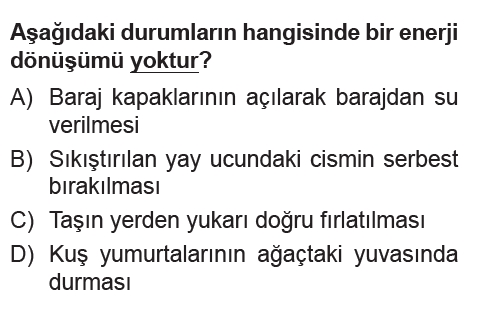 Aşağıdaki durumların hangisinde bir enerji
dönüşümü yoktur?
A) Baraj kapaklarının açılarak barajdan su
verilmesi
B) Sıkıştırılan yay ucundaki cismin serbest
bırakılması
C) Taşın yerden yukarı doğru fırlatılması
D) Kuş yumurtalarının ağaçtaki yuvasında
durması